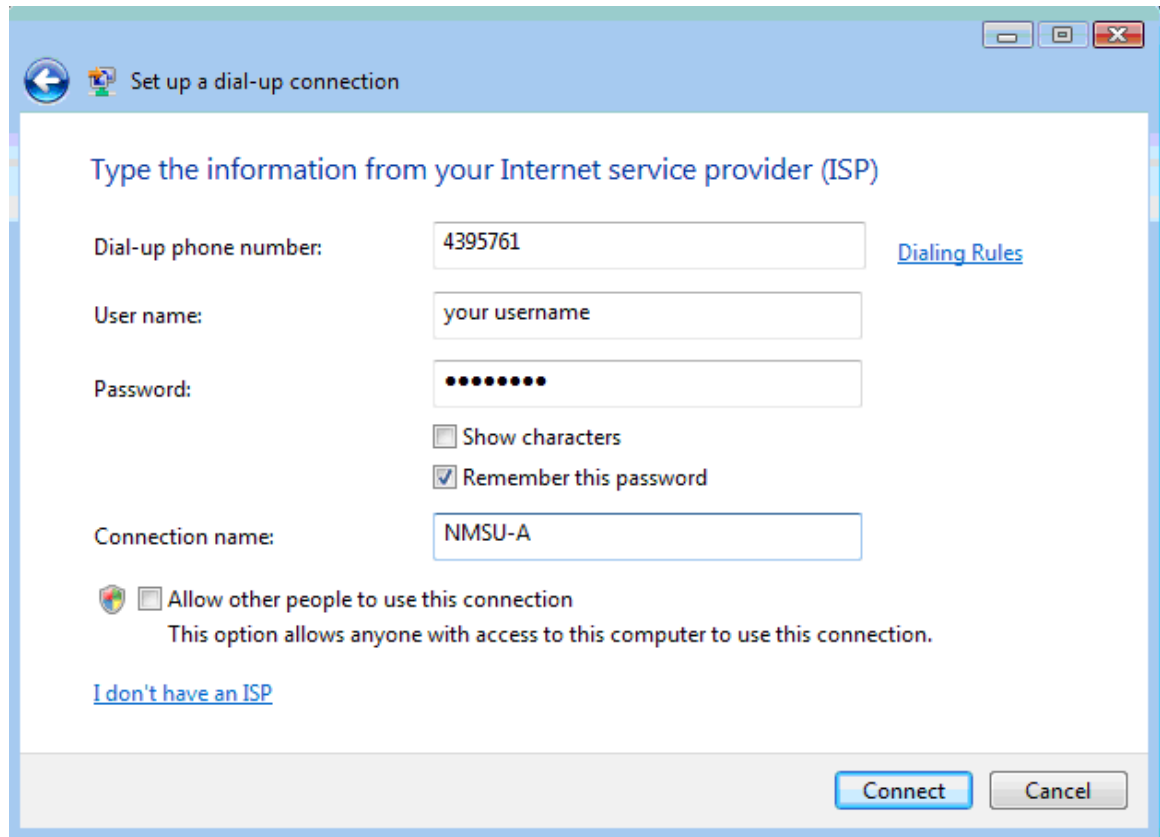 Set up a dial-up connection
Type the information from your Internet service provider (ISP)
Dial-up phone number: 4395761 Dialing Rules
User name: your username
Password: ••••••••
Show characters
Remember this password
Connection name: NMSU-A
Allow other people to use this connection
This option allows anyone with access to this computer to use this connection.
I don't have an ISP
Connect Cancel